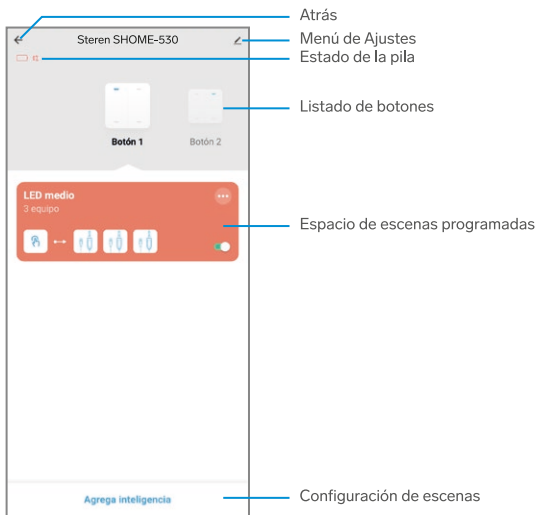 Atrás
Steren SHOME-530
Menú de Ajustes
Estado de la pila
Listado de botones
Botón 1
Botón 2
LED medio
3 equipo
Espacio de escenas programadas
Agrega inteligencia
Configuración de escenas